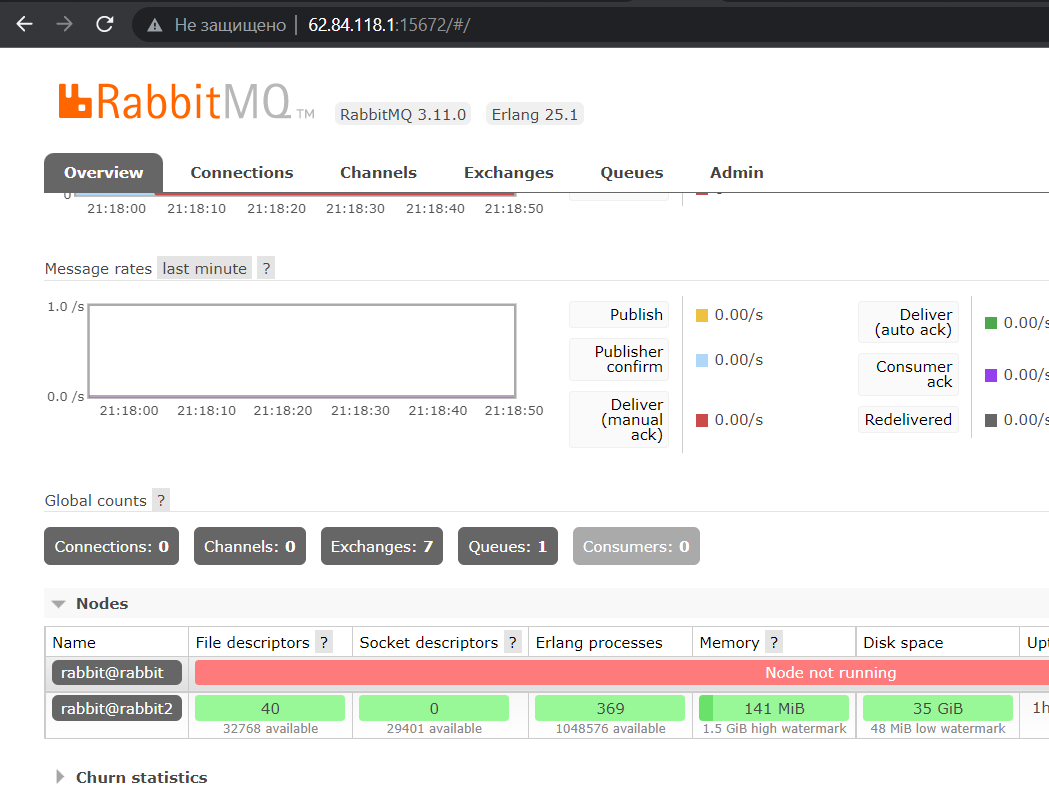 Не защищено 62.84.118.1:15672/#/
RabbitMQ TM RabbitMQ 3.11.0 Erlang 25.1
Overview Connections Channels Exchanges Queues Admin
0
21:18:00 21:18:10 21:18:20 21:18:30 21:18:40 21:18:50
Message rates last minute ?
1.0 /s
0.0 /s
21:18:00 21:18:10 21:18:20 21:18:30 21:18:40 21:18:50
Publish 0.00/s
Publisher
confirm 0.00/s
Deliver
(manual
ack) 0.00/s
Deliver
(auto ack) 0.00/s
Consumer
ack 0.00/s
Redelivered 0.00/s
Global counts ?
Connections: 0 Channels: 0 Exchanges: 7 Queues: 1 Consumers: 0
Nodes
Name File descriptors ? Socket descriptors ? Erlang processes Memory ? Disk space Upt
rabbit@rabbit Node not running
rabbit@rabbit2 40 0 369 141 MiB 35 GiB 1h
32768 available 29401 available 1048576 available 1.5 GiB high watermark 48 MiB low watermark
Churn statistics